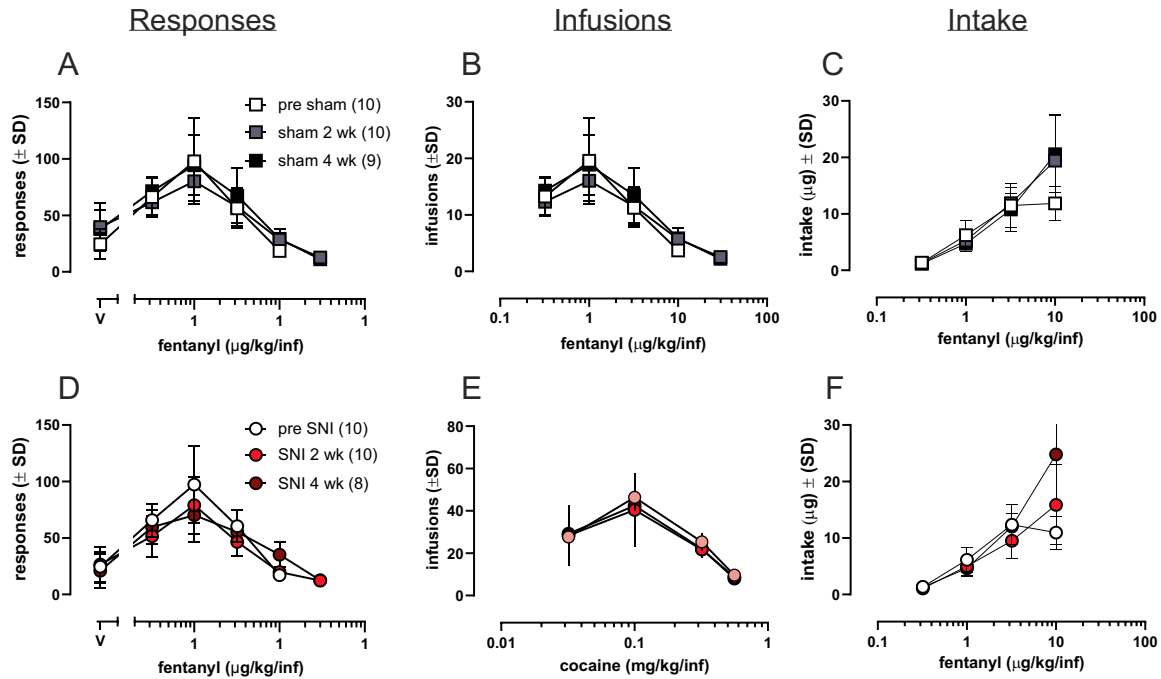 Responses
Infusions
Intake
A
B
C
150
100
50
0
responses (± SD)
pre sham (10)
sham 2 wk (10)
sham 4 wk (9)
V
1
1
1
fentanyl (μg/kg/inf)
30
20
10
0
infusions (±SD)
0.1
1
10
100
fentanyl (μg/kg/inf)
30
20
10
0
intake (μg) ± (SD)
0.1
1
10
100
fentanyl (μg/kg/inf)
D
E
F
150
100
50
0
responses (± SD)
pre SNI (10)
SNI 2 wk (10)
SNI 4 wk (8)
V
1
1
1
fentanyl (μg/kg/inf)
80
60
40
20
0
infusions (±SD)
0.01
0.1
1
cocaine (mg/kg/inf)
30
20
10
0
intake (μg) ± (SD)
0.1
1
10
100
fentanyl (μg/kg/inf)